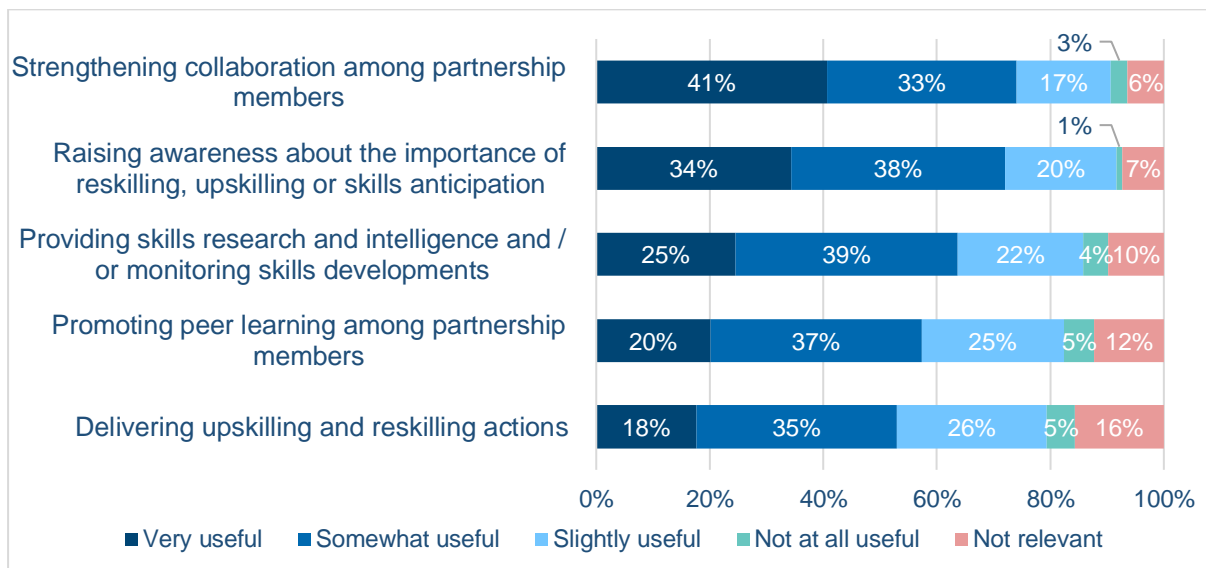 3%
Strengthening collaboration among partnership
members
41% 33% 17% 6%
1%
Raising awareness about the importance of
reskilling, upskilling or skills anticipation
34% 38% 20% 7%
Providing skills research and intelligence and /
or monitoring skills developments
25% 39% 22% 4% 10%
Promoting peer learning among partnership
members
20% 37% 25% 5% 12%
Delivering upskilling and reskilling actions
18% 35% 26% 5% 16%
0% 20% 40% 60% 80% 100%
Very useful Somewhat useful Slightly useful Not at all useful Not relevant